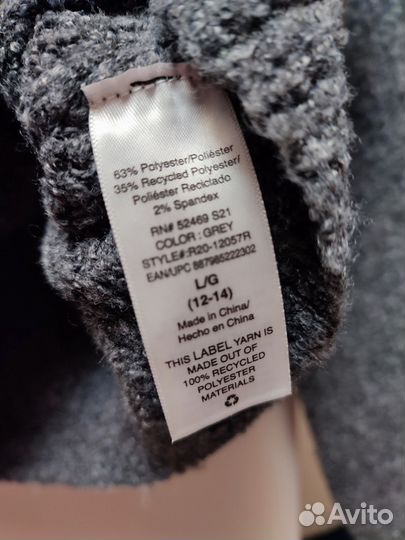 63% Polyester/Poliéster
35% Recycled Polyester/
Poliéster Reciclado
2% Spandex
RN# 52469 S21
COLOR : GREY
STYLE#:R20-12057R
EAN/UPC 887985222302
L/G
(12-14)
Made in China/
Hecho en China
THIS LABEL YARN IS
MADE OUT OF
100% RECYCLED
POLYESTER
MATERIALS
Avito